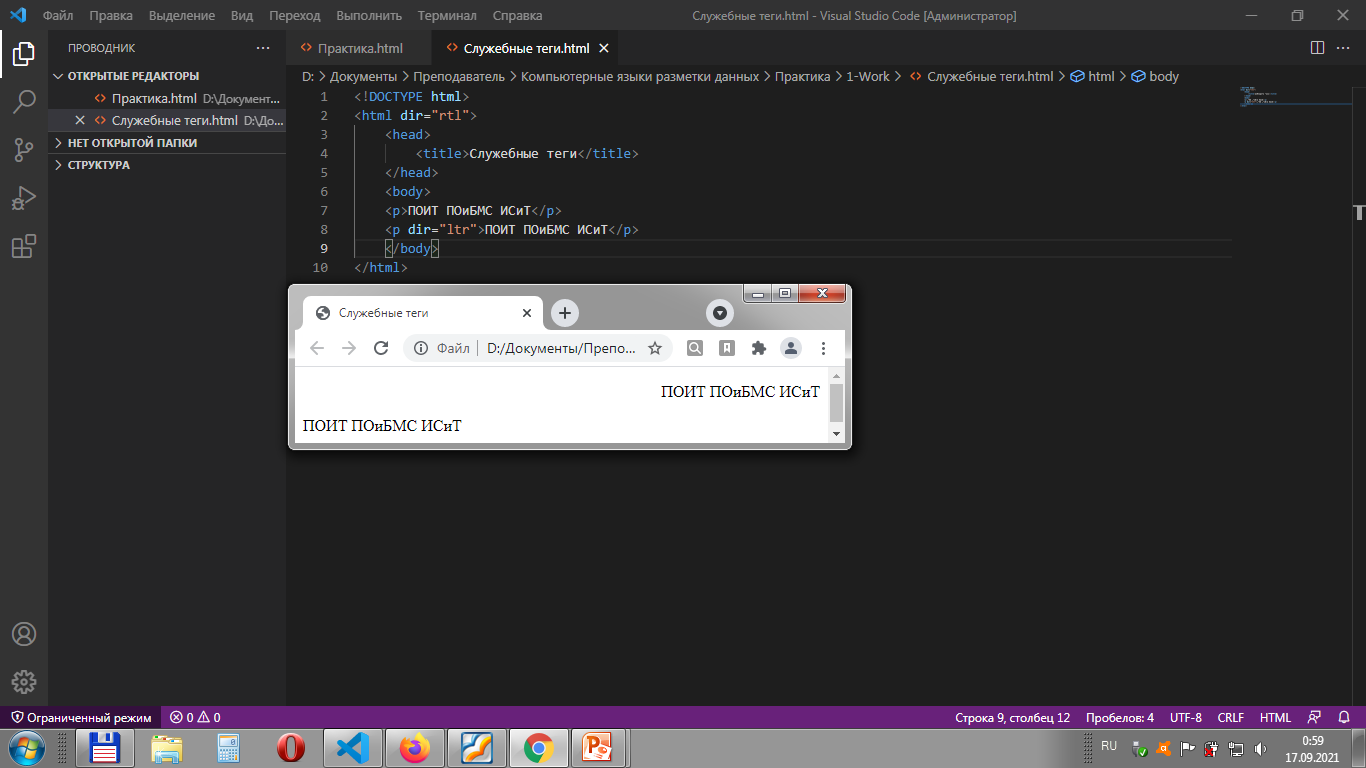 Файл Правка Выделение Вид Переход Выполнить Терминал Справка Служебные теги.html - Visual Studio Code [Администратор]
ПРОВОДНИК ···
ОТКРЫТЫЕ РЕДАКТОРЫ
Практика.html D:\Документ...
Служебные теги.html D:\До...
НЕТ ОТКРЫТОЙ ПАПКИ
СТРУКТУРА
Практика.html Служебные теги.html
D: > Документы > Преподаватель > Компьютерные языки разметки данных > Практика > 1-Work > Служебные теги.html > html > body
1 <!DOCTYPE html>
2 <html dir="rtl">
3 <head>
4 <title>Служебные теги</title>
5 </head>
6 <body>
7 <p>ПОИТ ПОиБМС ИСиТ</p>
8 <p dir="ltr">ПОИТ ПОиБМС ИСиТ</p>
9 </body>
10 </html>
Служебные теги
Файл D:/Документы/Препо...
ПОИТ ПОиБМС ИСиТ
ПОИТ ПОиБМС ИСиТ
Ограниченный режим 0 0 Строка 9, столбец 12 Пробелов: 4 UTF-8 CRLF HTML
RU 0:59
17.09.2021